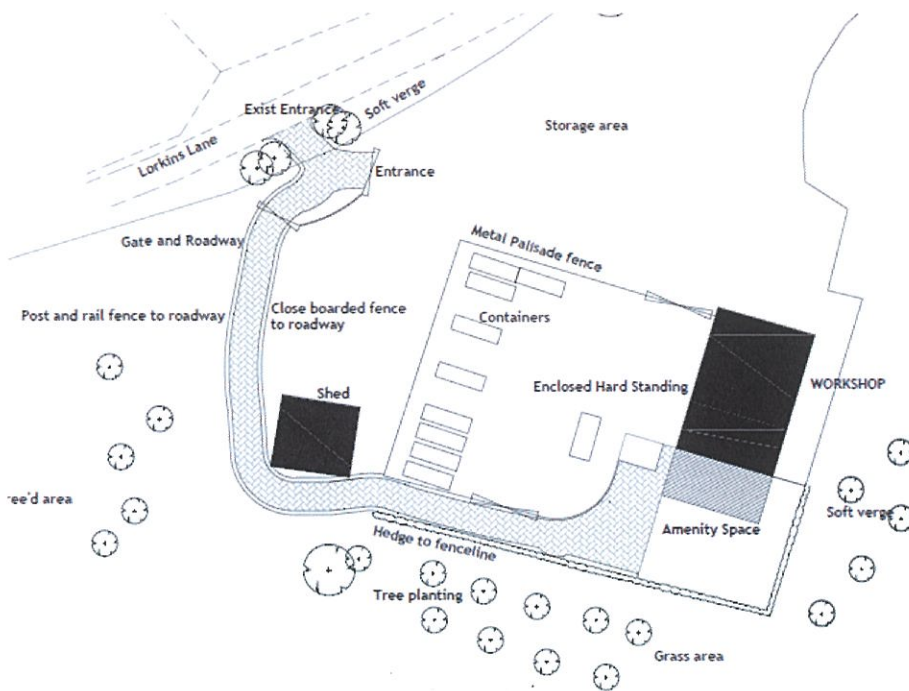 Exist Entrance
Soft verge
Storage area
Lorkins Lane
Entrance
Gate and Roadway
Metal Palisade fence
Post and rail fence to roadway
Close boarded fence
to roadway
Containers
Shed
Enclosed Hard Standing
WORKSHOP
ree'd area
Soft verge
Amenity Space
Hedge to fenceline
Tree planting
Grass area